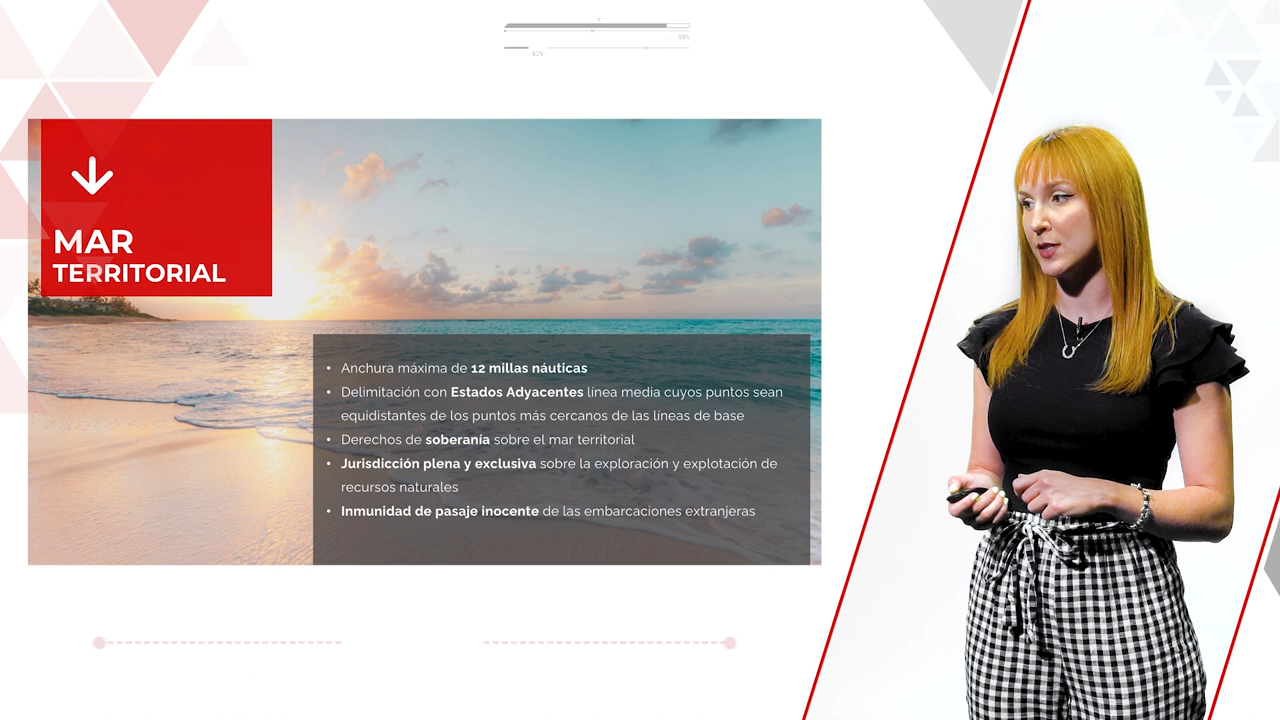 88%
61%
MAR
TERRITORIAL
• Anchura máxima de 12 millas náuticas
• Delimitación con Estados Adyacentes línea media cuyos puntos sean
equidistantes de los puntos más cercanos de las líneas de base
• Derechos de soberanía sobre el mar territorial
• Jurisdicción plena y exclusiva sobre la exploración y explotación de
recursos naturales
• Inmunidad de pasaje inocente de las embarcaciones extranjeras